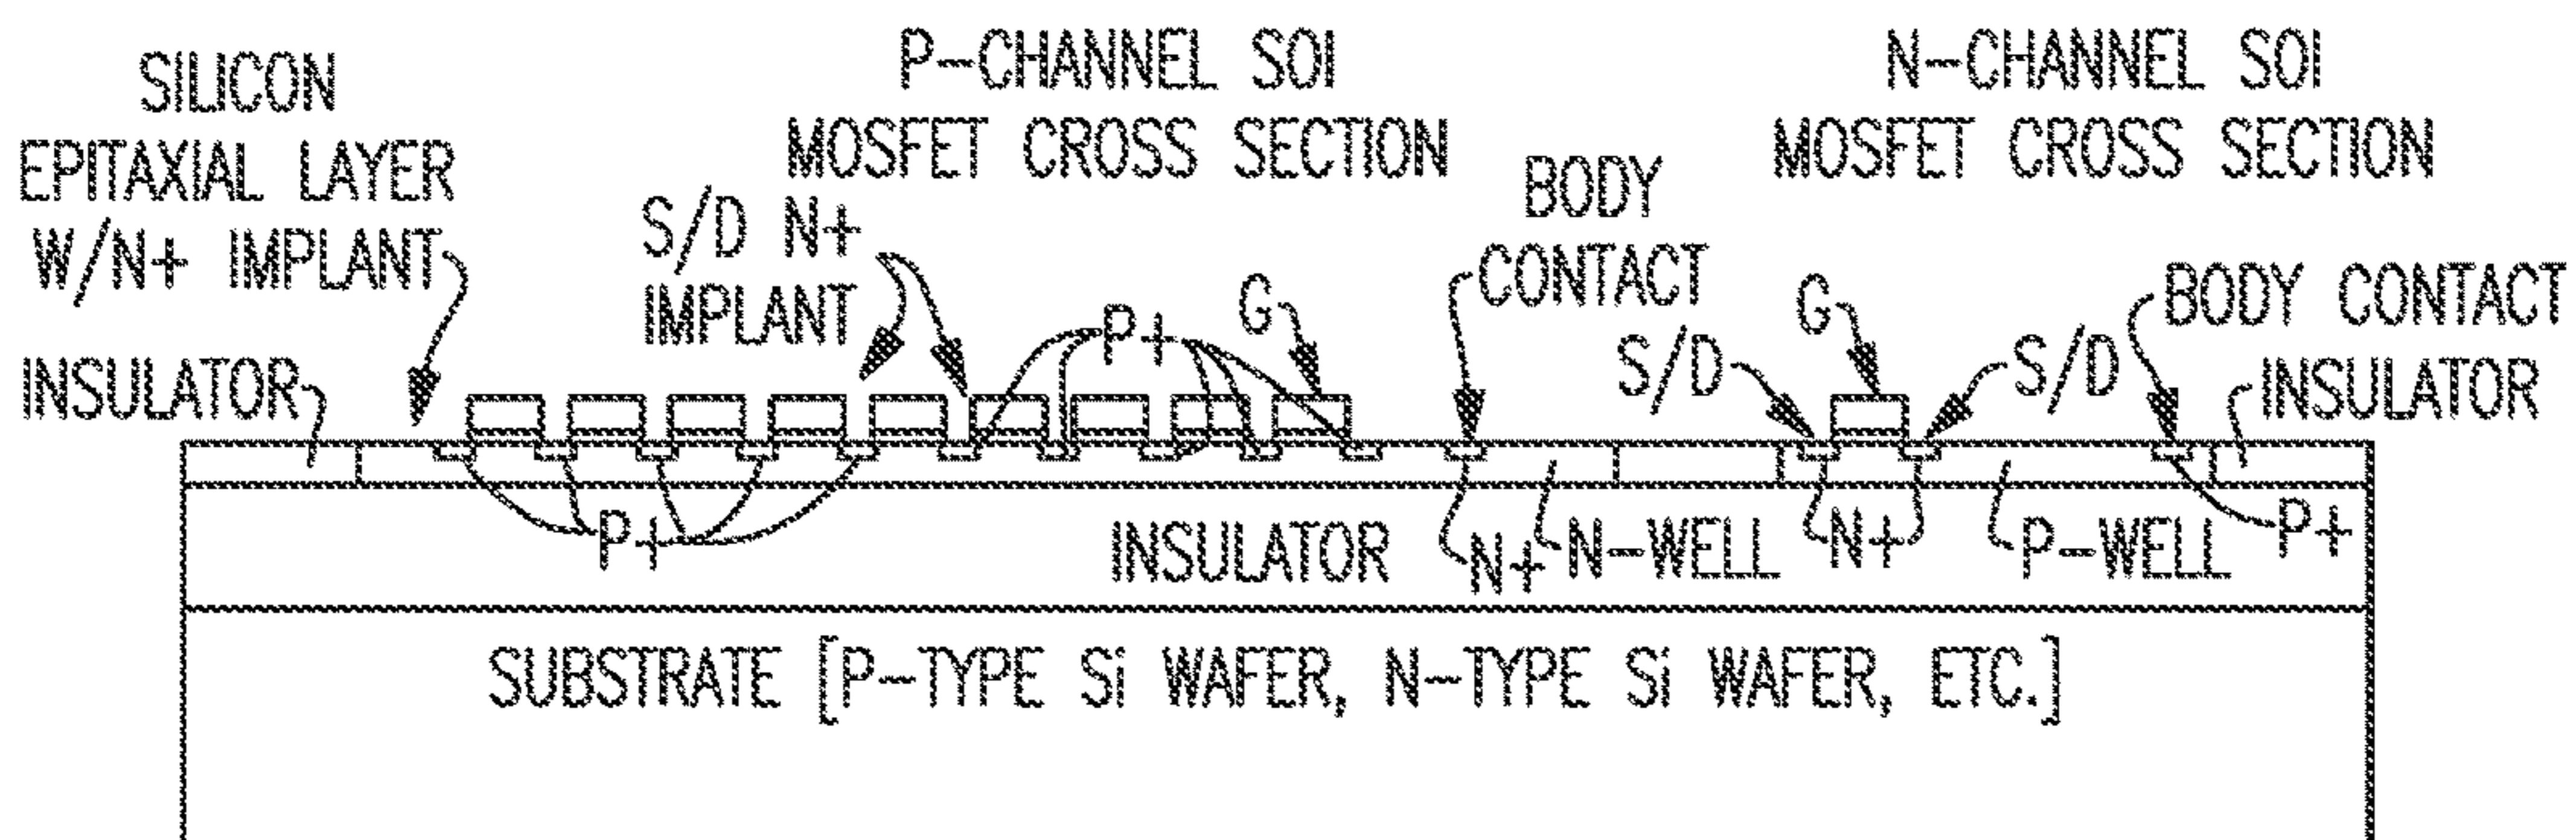 SILICON
EPITAXIAL LAYER
W/N+ IMPLANT
INSULATOR
P-CHANNEL SOI
MOSFET CROSS SECTION
S/D N+
IMPLANT
P+
G
BODY
CONTACT
N-CHANNEL SOI
MOSFET CROSS SECTION
S/D
G
S/D
BODY CONTACT
INSULATOR
P+
INSULATOR
N+
N-WELL
N+
P-WELL
P+
SUBSTRATE [P-TYPE Si WAFER, N-TYPE Si WAFER, ETC.]